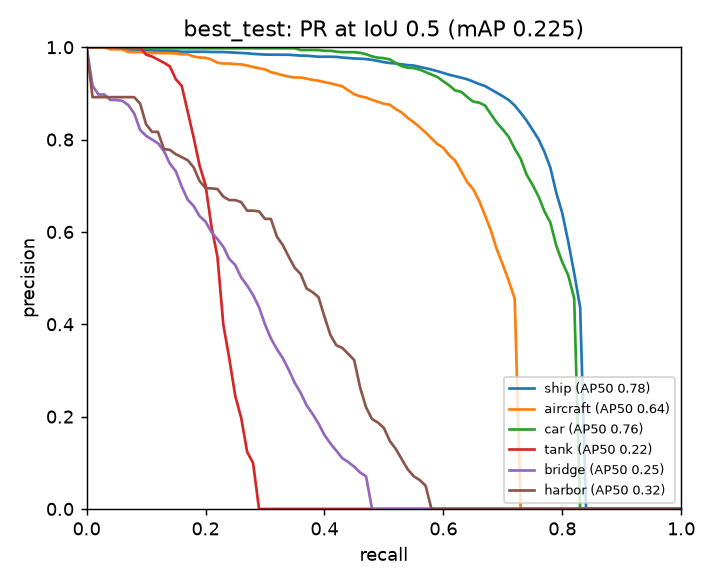 best_test: PR at IoU 0.5 (mAP 0.225)
1.0
0.8
0.6
0.4
0.2
0.0
precision
ship (AP50 0.78)
aircraft (AP50 0.64)
car (AP50 0.76)
tank (AP50 0.22)
bridge (AP50 0.25)
harbor (AP50 0.32)
0.0 0.2 0.4 0.6 0.8 1.0
recall